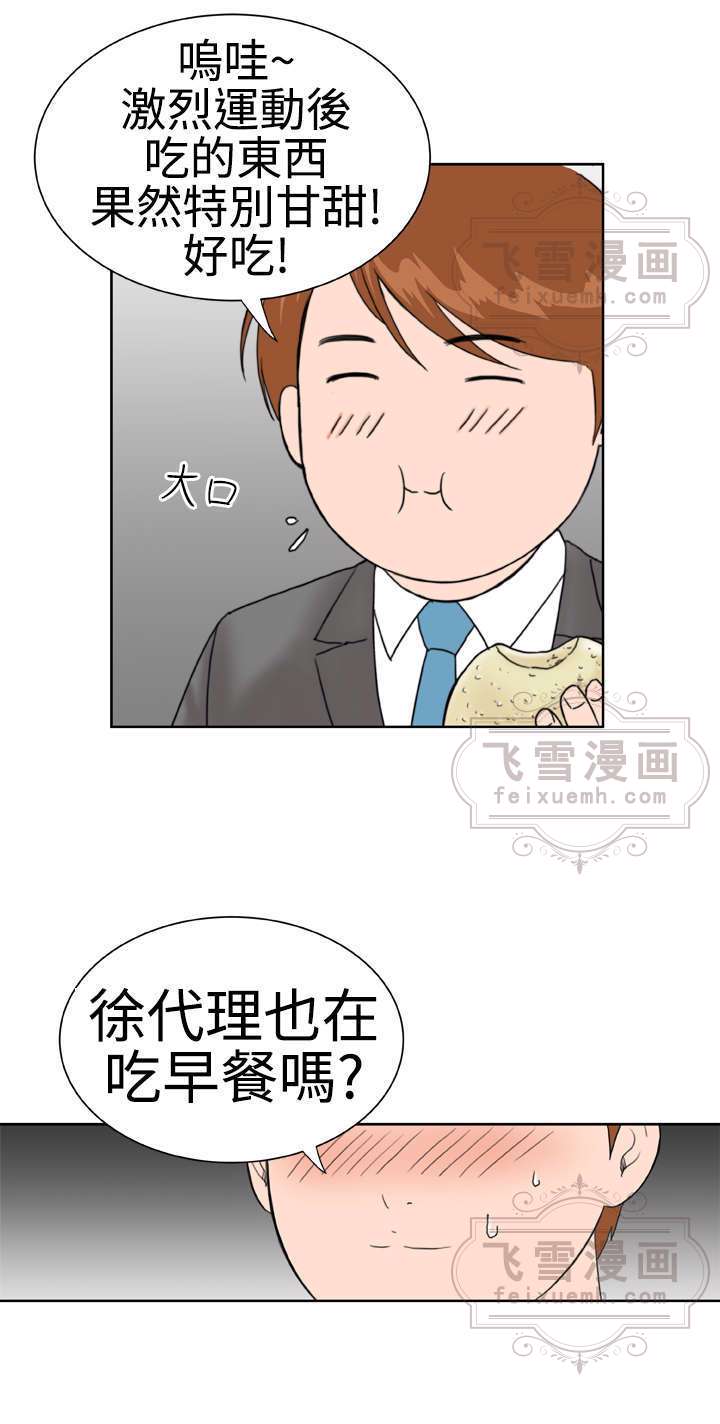 嗚哇~
激烈運動後
吃的東西
果然特別甘甜!
好吃!
飞雪漫画
feixuemh.com
大口
飞雪漫画
feixuemh.com
徐代理也在
吃早餐嗎?
飞雪漫画
feixuemh.com